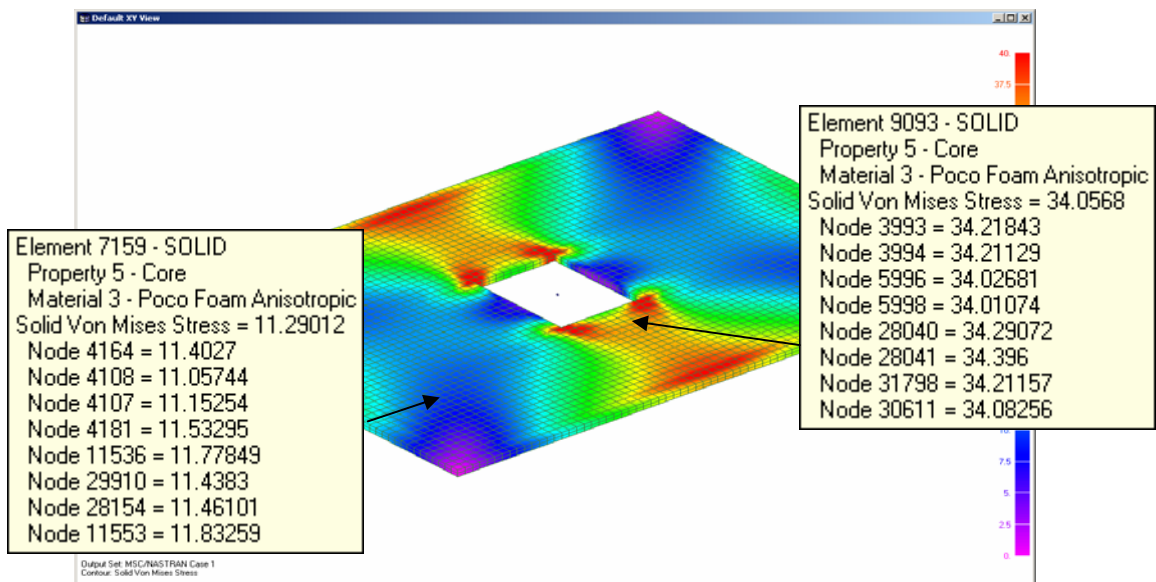 Default XY View
40.
37.5
Element 9093 - SOLID
Property 5 - Core
Material 3 - Poco Foam Anisotropic
Solid Von Mises Stress = 34.0568
Node 3993 = 34.21843
Node 3994 = 34.21129
Node 5996 = 34.02681
Node 5998 = 34.01074
Node 28040 = 34.29072
Node 28041 = 34.396
Node 31798 = 34.21157
Node 30611 = 34.08256
Element 7159 - SOLID
Property 5 - Core
Material 3 - Poco Foam Anisotropic
Solid Von Mises Stress = 11.29012
Node 4164 = 11.4027
Node 4108 = 11.05744
Node 4107 = 11.15254
Node 4181 = 11.53295
Node 11536 = 11.77849
Node 29910 = 11.4383
Node 28154 = 11.46101
Node 11553 = 11.83259
7.5
5.
2.5
0.
Output Set: MSC/NASTRAN Case 1
Contour: Solid Von Mises Stress